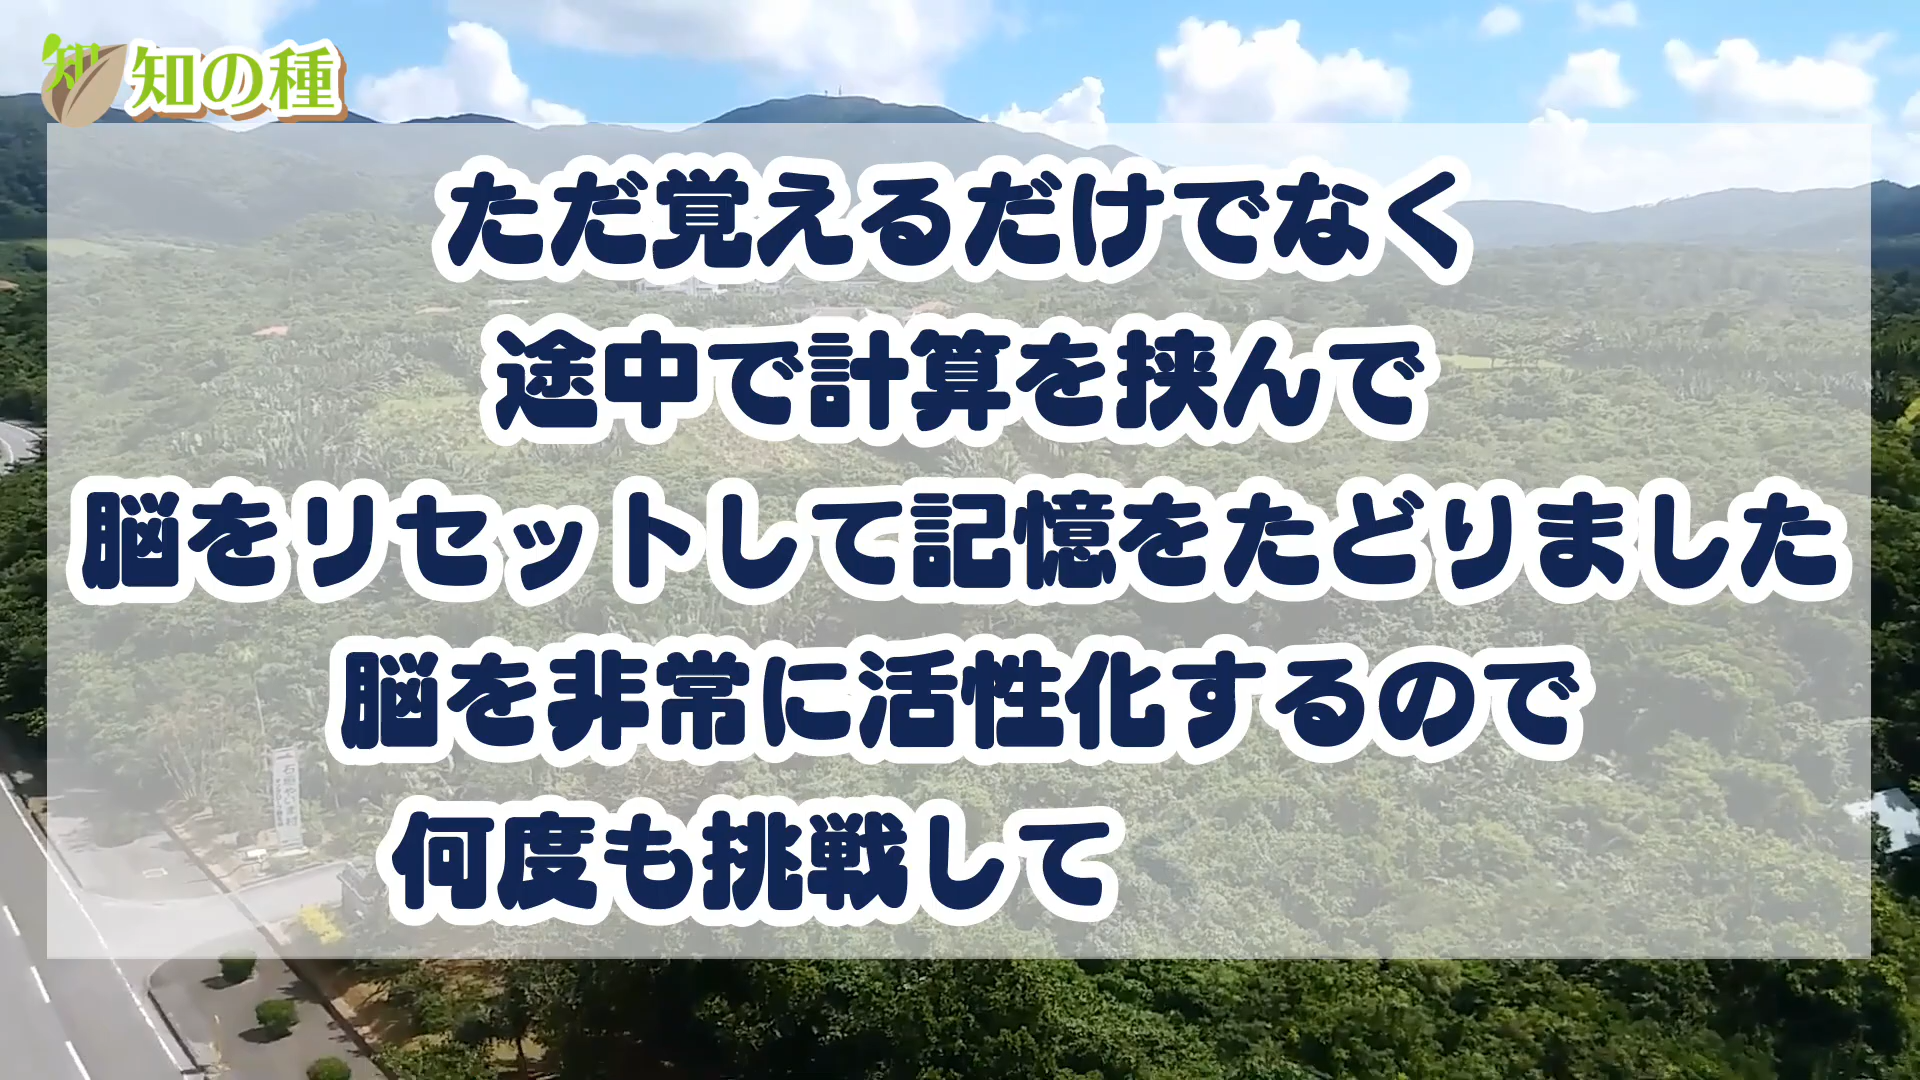 知 知の種
ただ覚えるだけでなく
途中で計算を挟んで
脳をリセットして記憶をたどりました
脳を非常に活性化するので
何度も挑戦して